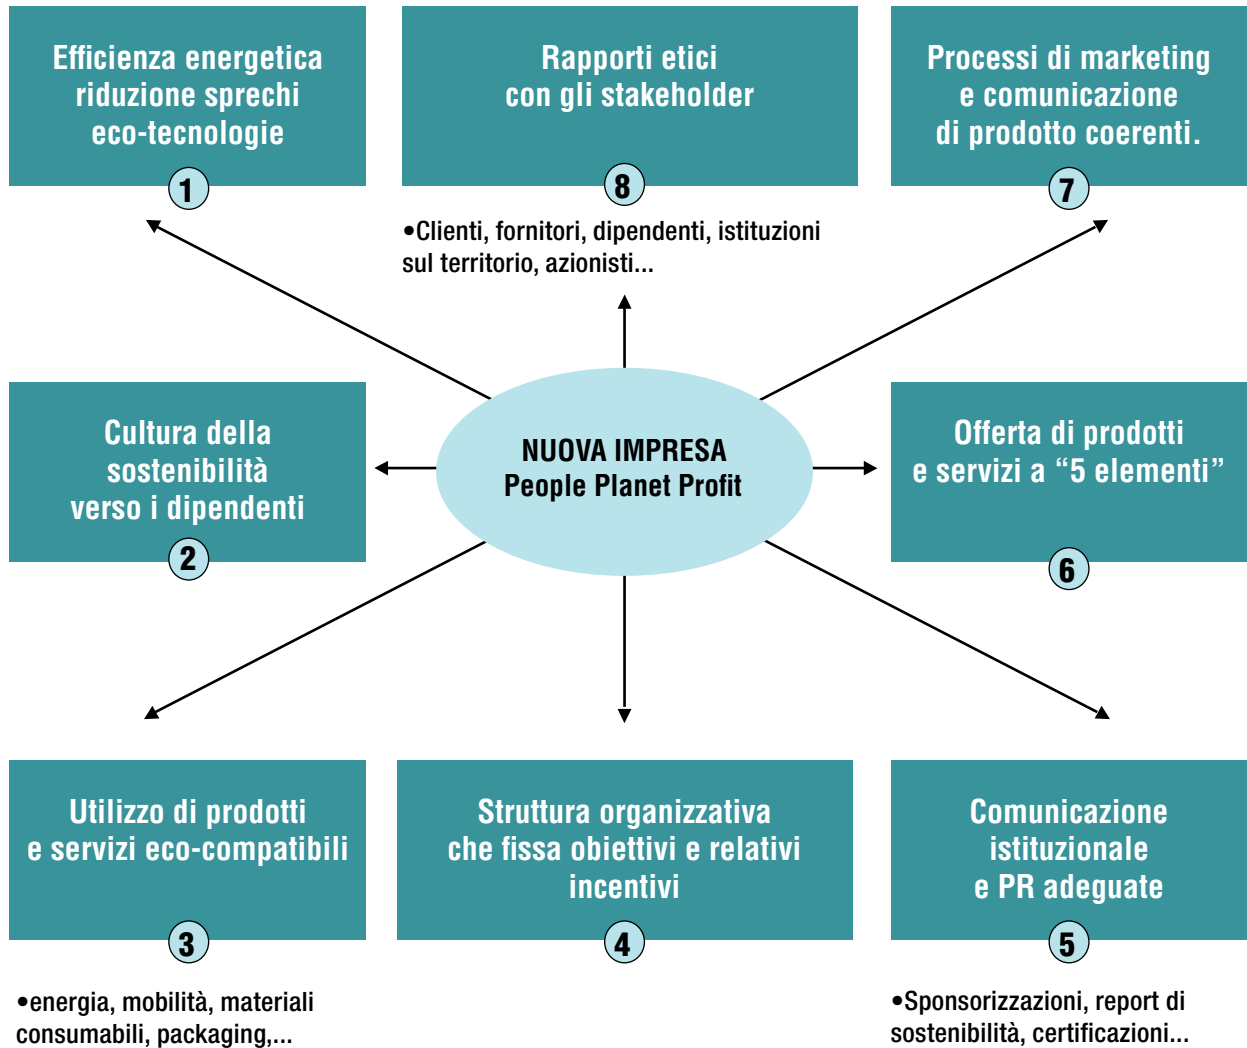 Efficienza energetica
riduzione sprechi
eco-tecnologie
1
Rapporti etici
con gli stakeholder
8
•Clienti, fornitori, dipendenti, istituzioni
sul territorio, azionisti...
Processi di marketing
e comunicazione
di prodotto coerenti.
7
Cultura della
sostenibilità
verso i dipendenti
2
NUOVA IMPRESA
People Planet Profit
Offerta di prodotti
e servizi a “5 elementi”
6
Utilizzo di prodotti
e servizi eco-compatibili
3
•energia, mobilità, materiali
consumabili, packaging,...
Struttura organizzativa
che fissa obiettivi e relativi
incentivi
4
Comunicazione
istituzionale
e PR adeguate
5
•Sponsorizzazioni, report di
sostenibilità, certificazioni...